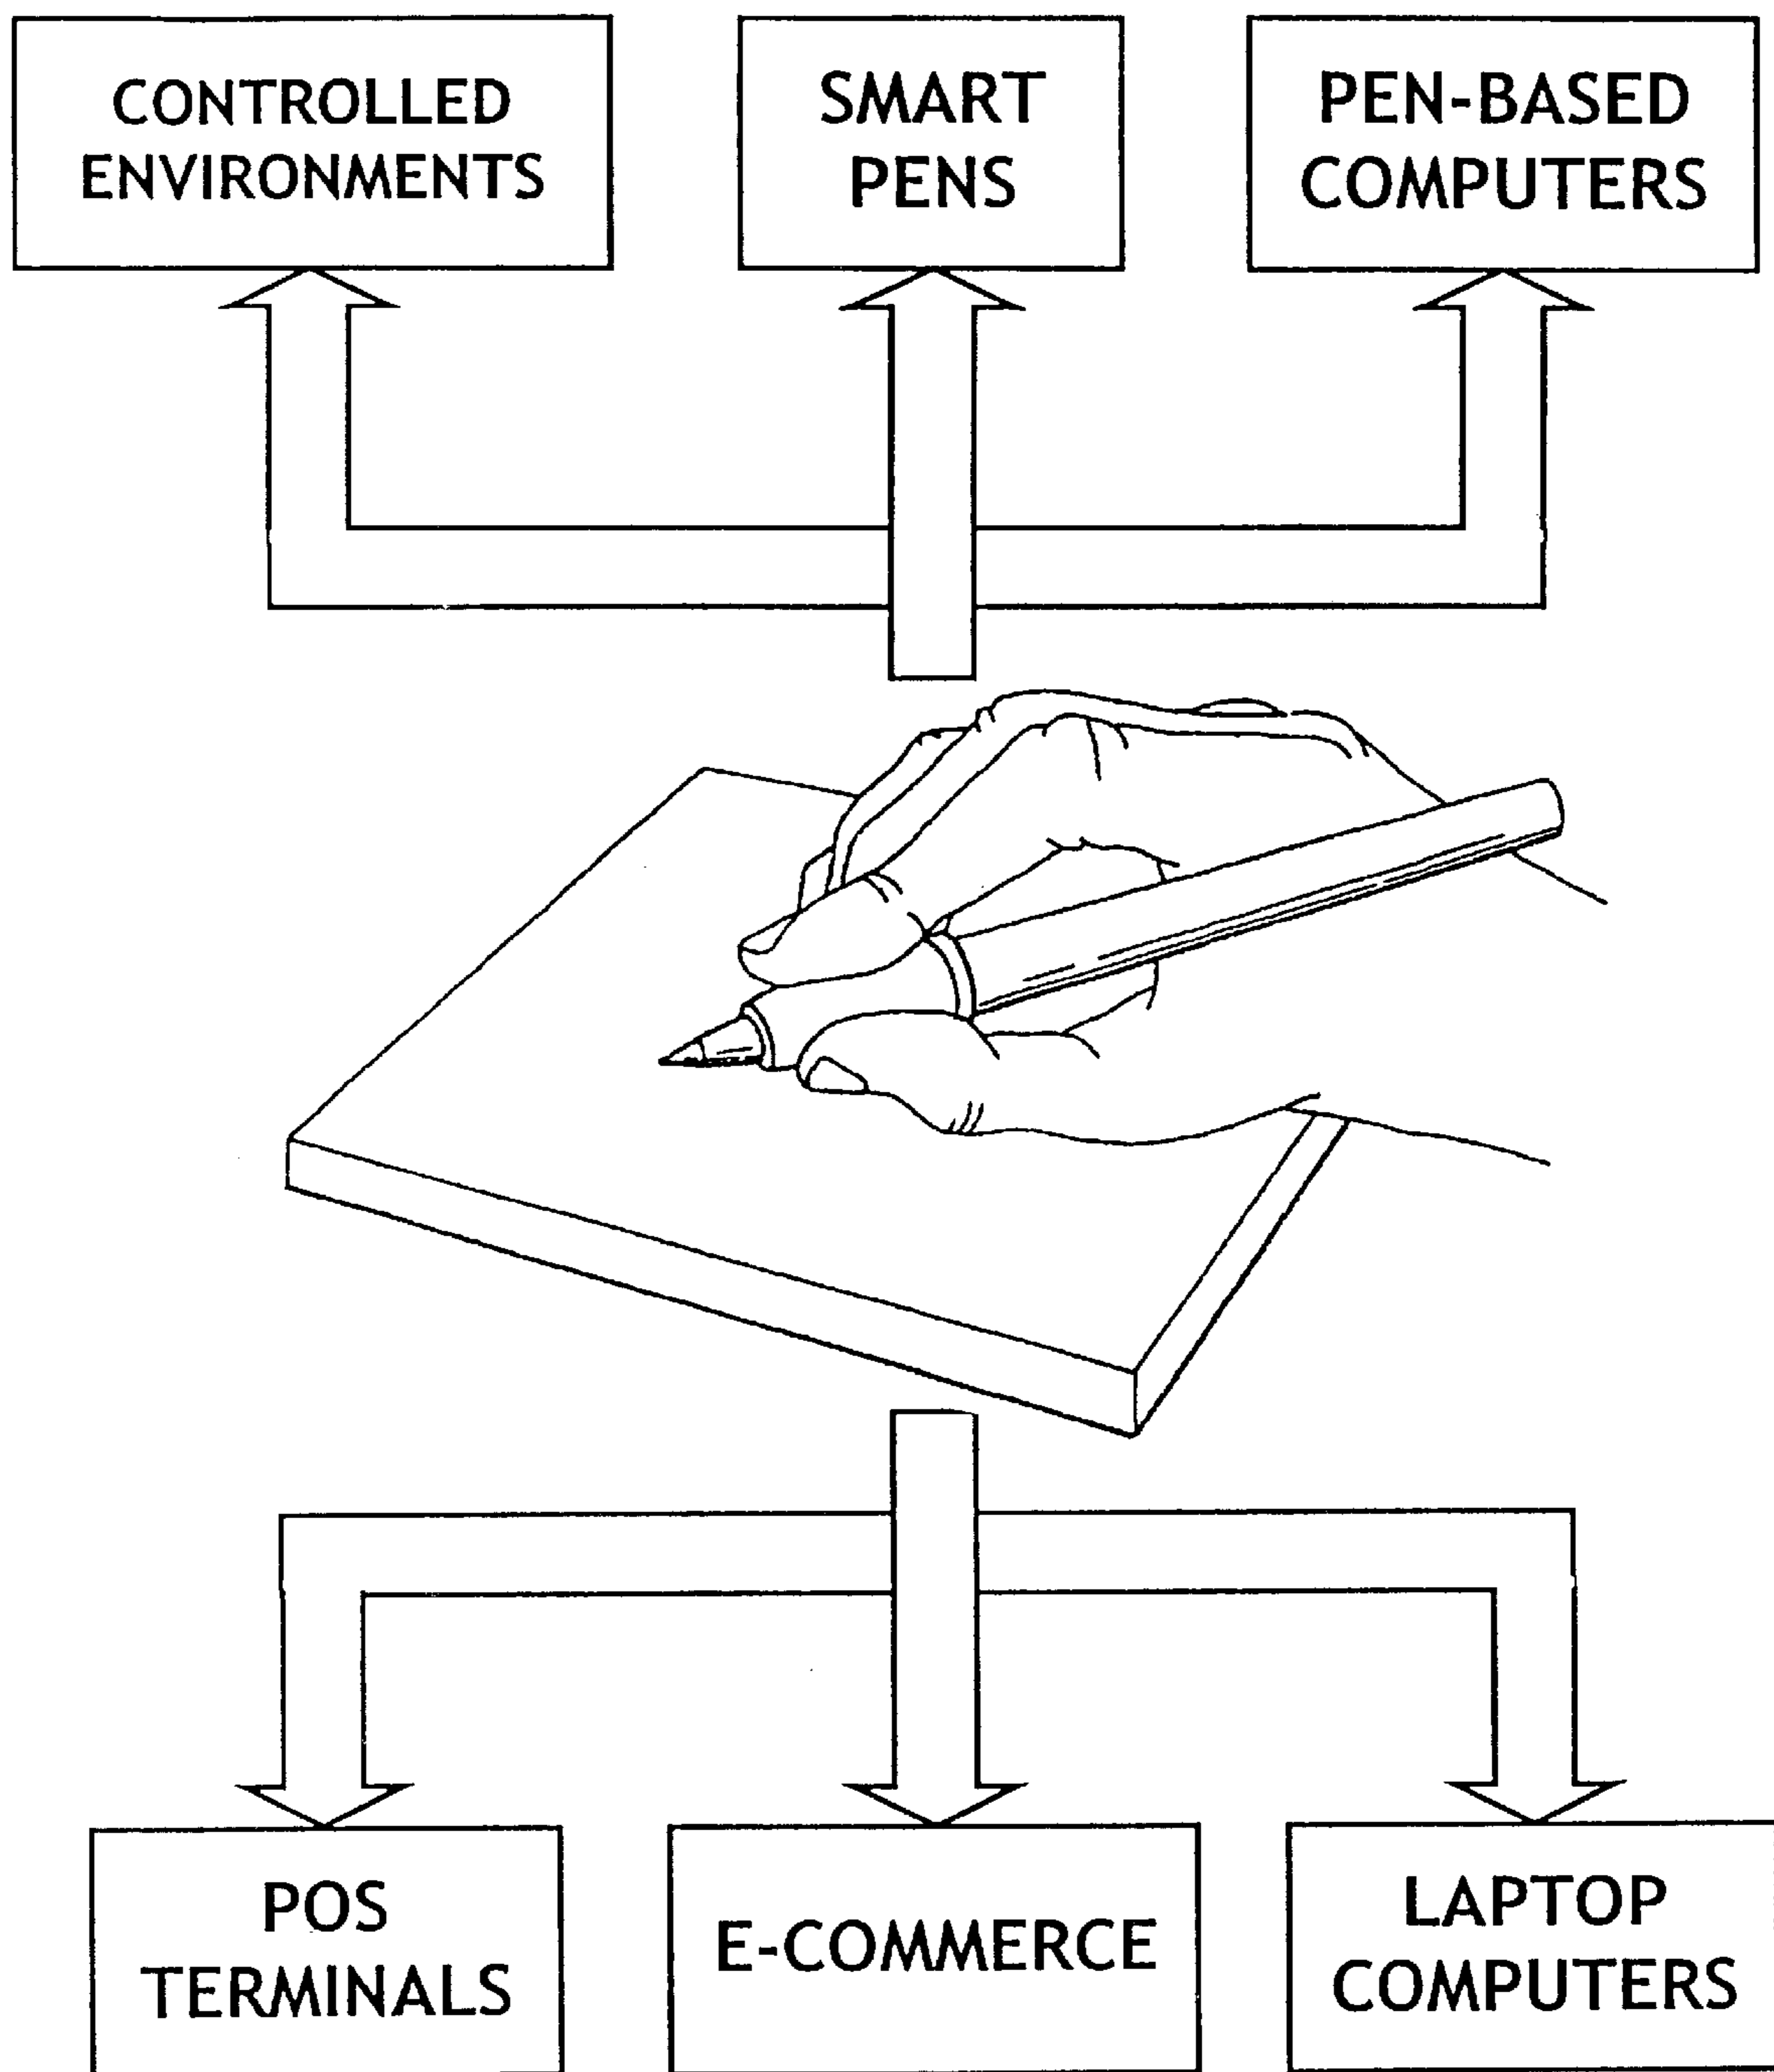 CONTROLLED
ENVIRONMENTS
SMART
PENS
PEN-BASED
COMPUTERS
POS
TERMINALS
E-COMMERCE
LAPTOP
COMPUTERS